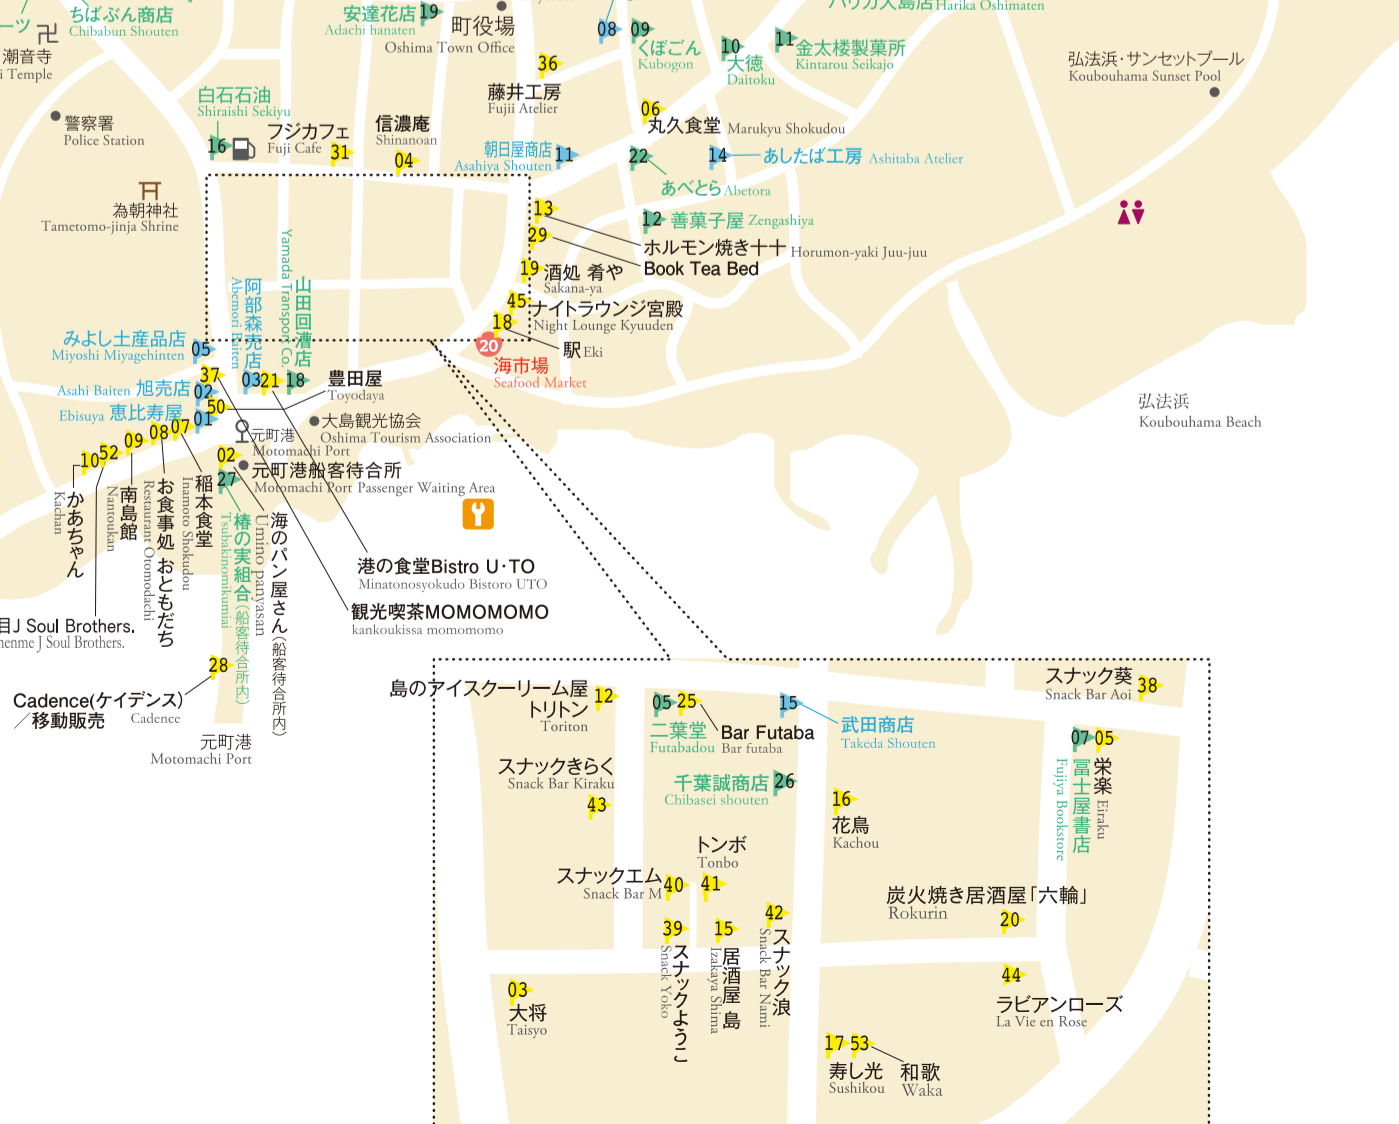 ちばぶん商店
Chibabun Shouten
ーツ
潮音寺
i Temple
安達花店
Adachi hanaten
19
町役場
Oshima Town Office
08
09
くぼごん
Kubogon
10
大徳
Daitoku
11
金太楼製菓所
Kintarou Seikajo
Harika Oshimaten
弘法浜・サンセットプール
Koubouhama Sunset Pool
36
藤井工房
Fujii Atelier
06
丸久食堂 Marukyu Shokudou
警察署
Police Station
白石石油
Shiraishi Sekiyu
16
フジカフェ
Fuji Cafe
31
信濃庵
Shinanoan
04
朝日屋商店
Asahiya Shouten
11
22
あべとら Abetora
14
あしたば工房 Ashitaba Atelier
12
善菓子屋 Zengashiya
為朝神社
Tametomo-jinja Shrine
13
29
ホルモン焼き十十 Horumon-yaki Juu-juu
Book Tea Bed
19
酒処 肴や
Sakana-ya
45
ナイトラウンジ宮殿
Night Lounge Kyuuden
18
駅 Eki
20
海市場
Seafood Market
阿部森売店
Abemori Baiten
山田回漕店
Yamada Transport Co.
みよし土産品店
Miyoshi Miyagehinten
05
37
Asahi Baiten 旭売店
02
03
21
18
豊田屋
Toyodaya
Ebisuya 恵比寿屋
01
50
大島観光協会
Oshima Tourism Association
元町港
Motomachi Port
02
元町港船客待合所
Motomachi Port Passenger Waiting Area
27
10
52
09
08
07
かあちゃん
Kachan
南島館
Nantoukan
お食事処 おともだち
Restaurant Otomodachi
稲本食堂
Inamoto Shokudou
椿の実組合(船客待合所内)
Tsubakinomikumiai
海のパン屋さん(船客待合所内)
Umino panyasan
港の食堂Bistro U・TO
Minatonosyokudo Bistoro UTO
観光喫茶MOMOMOMO
kankoukissa momomomo
目J Soul Brothers.
nenme J Soul Brothers.
28
Cadence(ケイデンス)
／移動販売
Cadence
元町港
Motomachi Port
弘法浜
Koubouhama Beach
島のアイスクーリーム屋
トリトン
Toriton
12
05
25
二葉堂
Futabadou
Bar Futaba
Bar futaba
15
武田商店
Takeda Shouten
スナック葵
Snack Bar Aoi
38
07
05
冨士屋書店
Fujiya Bookstore
栄楽
Eiraku
スナックきらく
Snack Bar Kiraku
43
千葉誠商店
Chibasei shouten
26
16
花鳥
Kachou
トンボ
Tonbo
41
スナックエム
Snack Bar M
40
39
スナックようこ
Snack Yoko
15
居酒屋 島
Izakaya Shima
42
スナック浪
Snack Bar Nami
炭火焼き居酒屋「六輪」
Rokurin
20
44
ラビアンローズ
La Vie en Rose
03
大将
Taisyo
17
53
寿し光
Sushikou
和歌
Waka